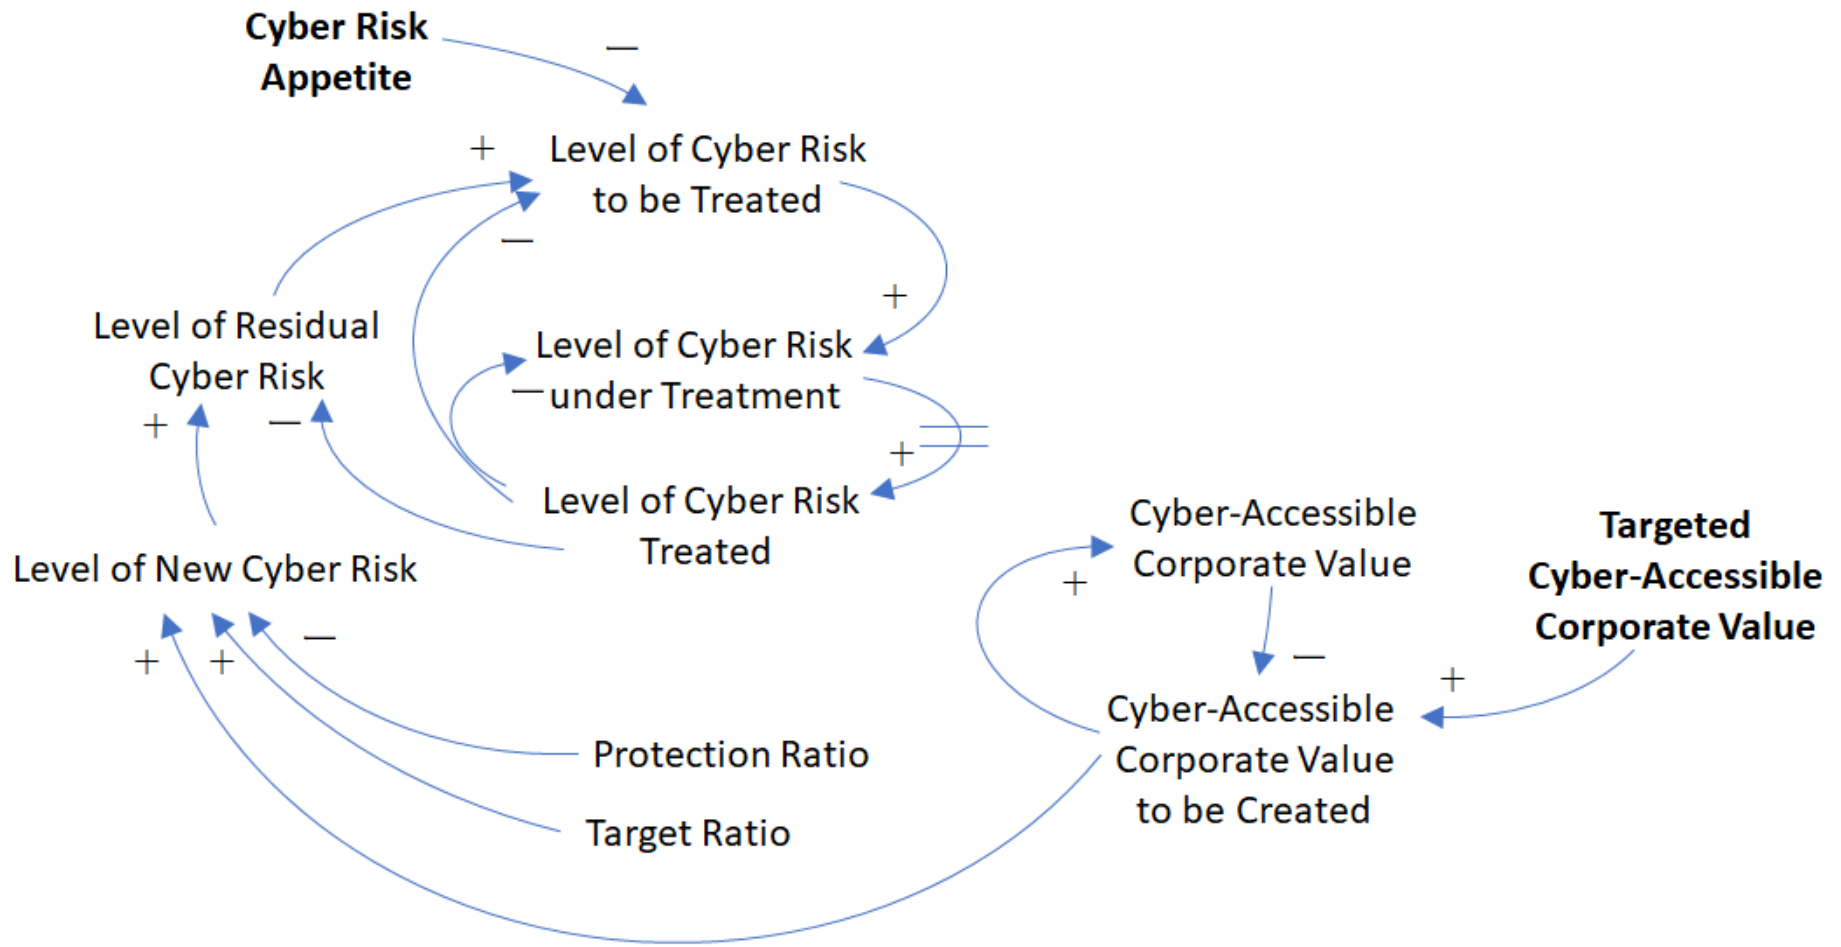 Cyber Risk
Appetite
—
+
Level of Cyber Risk
to be Treated
—
+
Level of Residual
Cyber Risk
+
—
Level of Cyber Risk
—under Treatment
+
Level of Cyber Risk
Treated
Level of New Cyber Risk
+
+
—
Protection Ratio
Target Ratio
Cyber-Accessible
Corporate Value
+
—
Targeted
Cyber-Accessible
Corporate Value
+
Cyber-Accessible
Corporate Value
to be Created